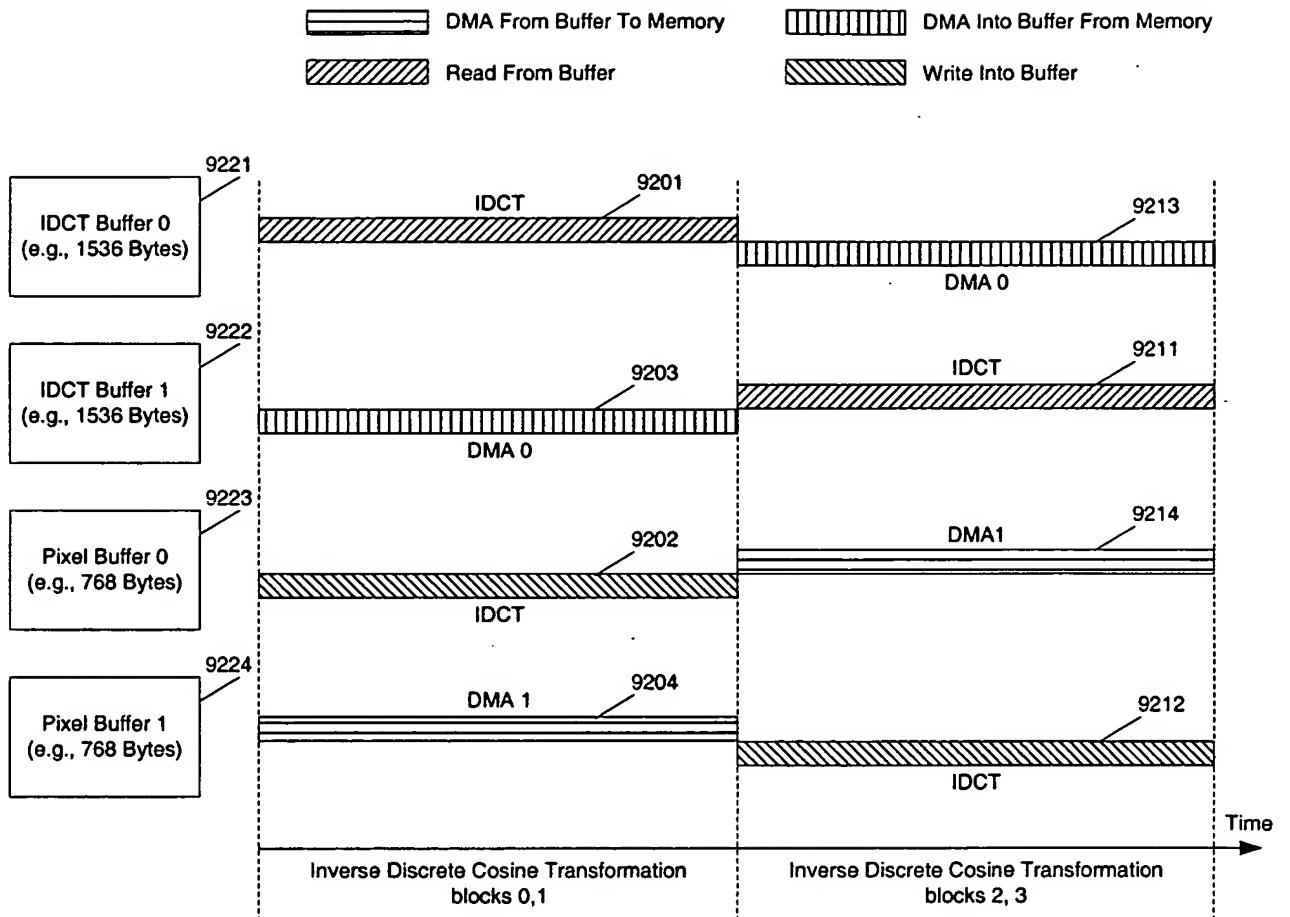 DMA From Buffer To Memory
DMA Into Buffer From Memory
Read From Buffer
Write Into Buffer
9221
IDCT Buffer 0
(e.g., 1536 Bytes)
IDCT
9201
9213
DMA 0
9222
IDCT Buffer 1
(e.g., 1536 Bytes)
9203
DMA 0
IDCT
9211
9223
Pixel Buffer 0
(e.g., 768 Bytes)
9202
IDCT
DMA1
9214
9224
Pixel Buffer 1
(e.g., 768 Bytes)
DMA 1
9204
9212
IDCT
Time
Inverse Discrete Cosine Transformation
blocks 0,1
Inverse Discrete Cosine Transformation
blocks 2, 3